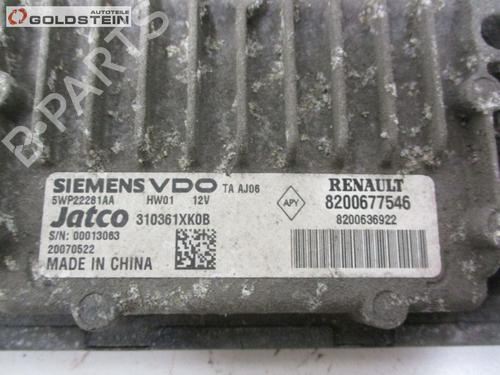 Autoteile
GOLDSTEIN
B-PARTS
SIEMENS VDO TA AJ06
5WP22281AA HW01 12V
Jatco 310361XK0B
S/N: 00013063
20070522
MADE IN CHINA
APY
RENAULT
8200677546
8200636922